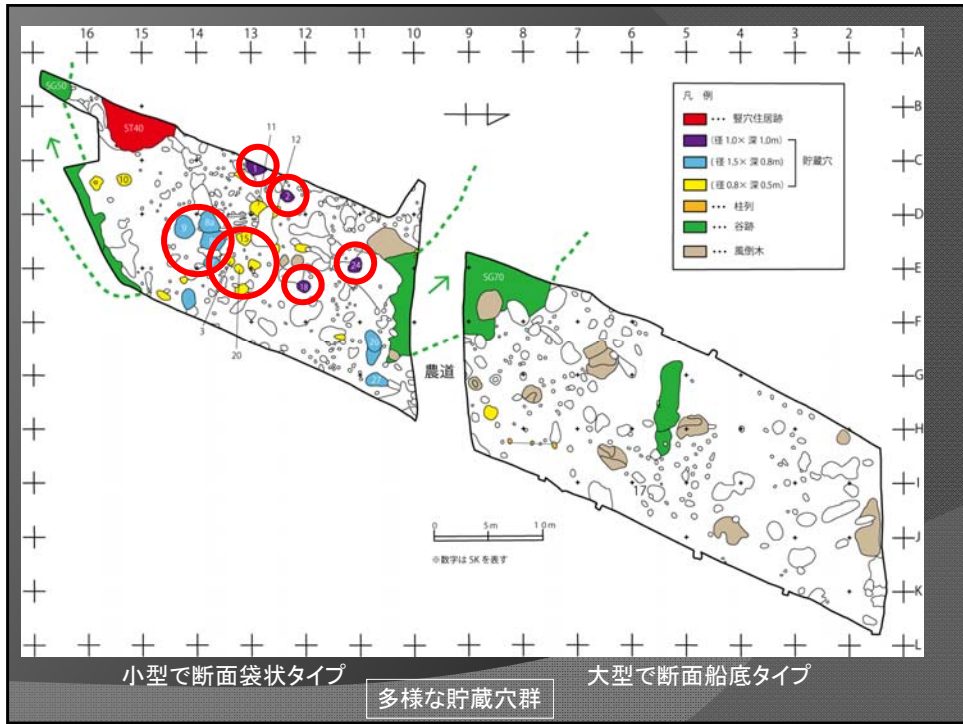 16 15 14 13 12 11 10 9 8 7 6 5 4 3 2 1
A
B
C
D
E
F
G
H
I
J
K
L
SG50
ST40
11
12
1
2
10
9
15
24
18
3
20
26
27
農道
SG70
17
凡 例
・・・ 竪穴住居跡
(径 1.0× 深 1.0m)
(径 1.5× 深 0.8m)
貯蔵穴
(径 0.8× 深 0.5m)
・・・ 柱列
・・・ 谷跡
・・・ 風倒木
0 5m 10m
※数字は SK を表す
小型で断面袋状タイプ
大型で断面船底タイプ
多様な貯蔵穴群